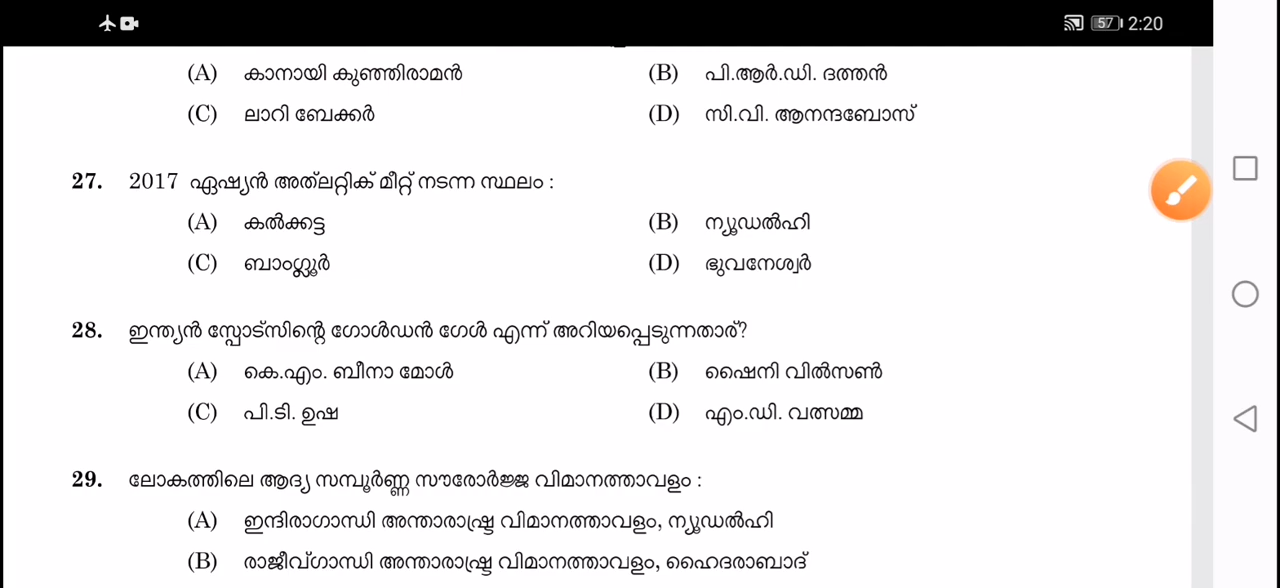 57 2:20
(A) കാനായി കുഞ്ഞിരാമൻ (B) പി.ആർ.ഡി. ദത്തൻ
(C) ലാറി ബേക്കർ (D) സി.വി. ആനന്ദബോസ്
27. 2017 ഏഷ്യൻ അത്‌ലറ്റിക് മീറ്റ് നടന്ന സ്ഥലം :
(A) കൽക്കട്ട (B) ന്യൂഡൽഹി
(C) ബാംഗ്ലൂർ (D) ഭുവനേശ്വർ
28. ഇന്ത്യൻ സ്പോട്സിന്റെ ഗോൾഡൻ ഗേൾ എന്ന് അറിയപ്പെടുന്നതാര്?
(A) കെ.എം. ബീനാ മോൾ (B) ഷൈനി വിൽസൺ
(C) പി.ടി. ഉഷ (D) എം.ഡി. വത്സമ്മ
29. ലോകത്തിലെ ആദ്യ സമ്പൂർണ്ണ സൗരോർജ്ജ വിമാനത്താവളം :
(A) ഇന്ദിരാഗാന്ധി അന്താരാഷ്ട്ര വിമാനത്താവളം, ന്യൂഡൽഹി
(B) രാജീവ്ഗാന്ധി അന്താരാഷ്ട്ര വിമാനത്താവളം, ഹൈദരാബാദ്